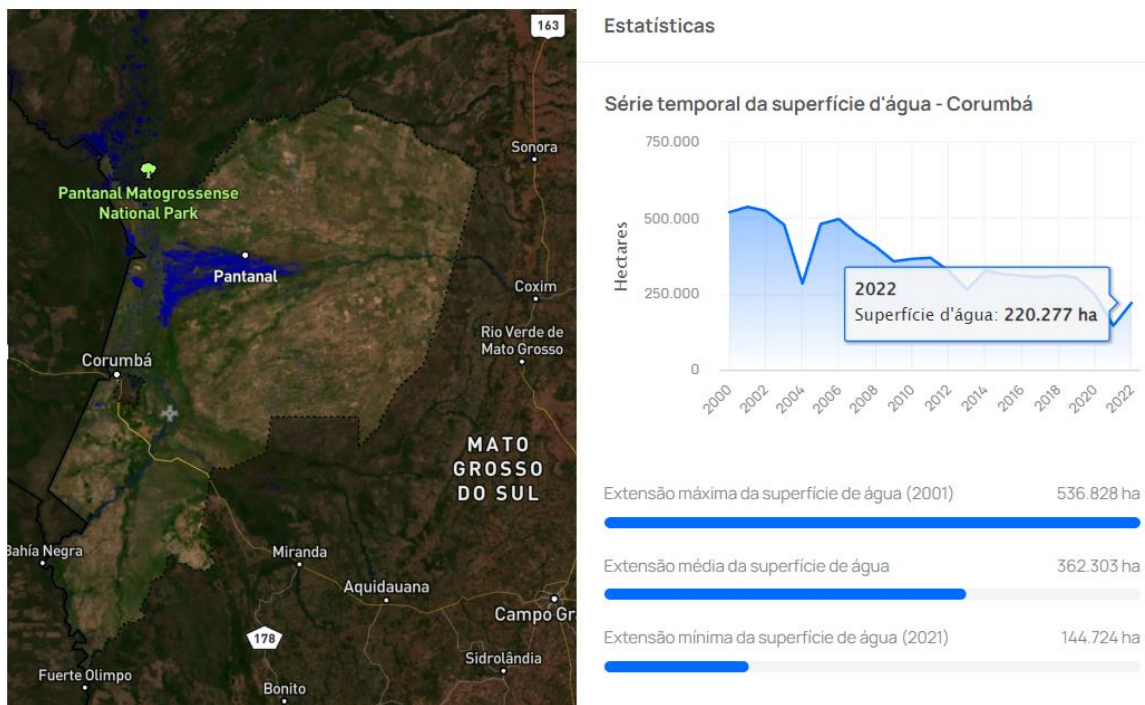 163
Sonora
Pantanal Matogrossense
National Park
Pantanal
Coxim
Rio Verde de
Mato Grosso
Corumbá
MATO
GROSSO
DO SUL
Bahía Negra
Miranda
Aquidauana
Campo Gr
178
Sidrolândia
Fuerte Olimpo
Bonito
Estatísticas
Série temporal da superfície d'água - Corumbá
750.000
500.000
250.000
0
Hectares
2022
Superfície d'água: 220.277 ha
2000
2002
2004
2006
2008
2010
2012
2014
2016
2018
2020
2022
Extensão máxima da superfície de água (2001) 536.828 ha
Extensão média da superfície de água 362.303 ha
Extensão mínima da superfície de água (2021) 144.724 ha